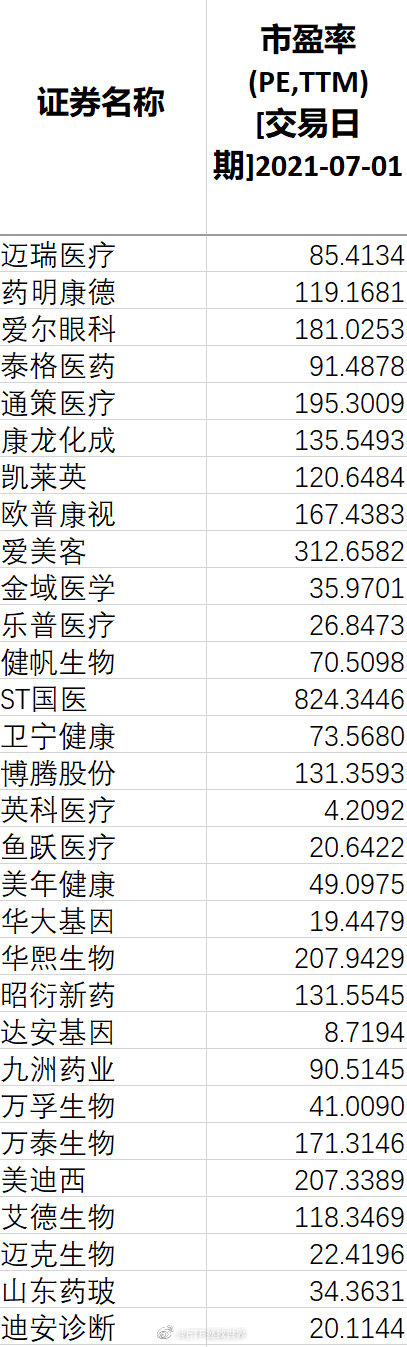 证券名称
市盈率
(PE,TTM)
[交易日
期]2021-07-01
迈瑞医疗 85.4134
药明康德 119.1681
爱尔眼科 181.0253
泰格医药 91.4878
通策医疗 195.3009
康龙化成 135.5493
凯莱英 120.6484
欧普康视 167.4383
爱美客 312.6582
金域医学 35.9701
乐普医疗 26.8473
健帆生物 70.5098
ST国医 824.3446
卫宁健康 73.5680
博腾股份 131.3593
英科医疗 4.2092
鱼跃医疗 20.6422
美年健康 49.0975
华大基因 19.4479
华熙生物 207.9429
昭衍新药 131.5545
达安基因 8.7194
九洲药业 90.5145
万孚生物 41.0090
万泰生物 171.3146
美迪西 207.3389
艾德生物 118.3469
迈克生物 22.4196
山东药玻 34.3631
迪安诊断 20.1144